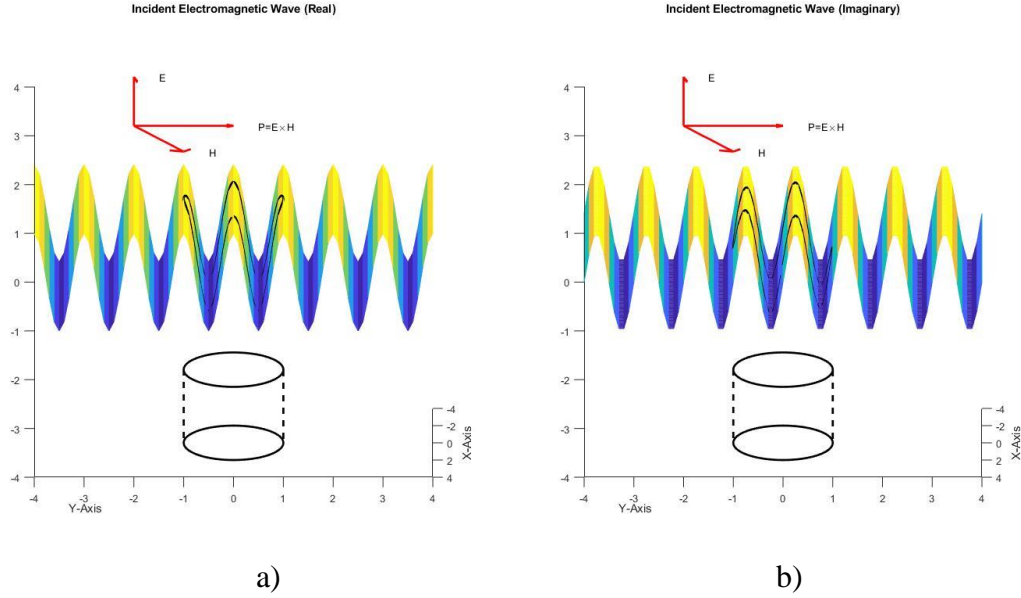 Incident Electromagnetic Wave (Real)
E
P=E×H
H
4
3
2
1
0
-1
-2
-3
-4
-4
-2
0
2
4
X-Axis
-4 -3 -2 -1 0 1 2 3 4
Y-Axis
a)
Incident Electromagnetic Wave (Imaginary)
E
P=E×H
H
4
3
2
1
0
-1
-2
-3
-4
-4
-2
0
2
4
X-Axis
-4 -3 -2 -1 0 1 2 3 4
Y-Axis
b)